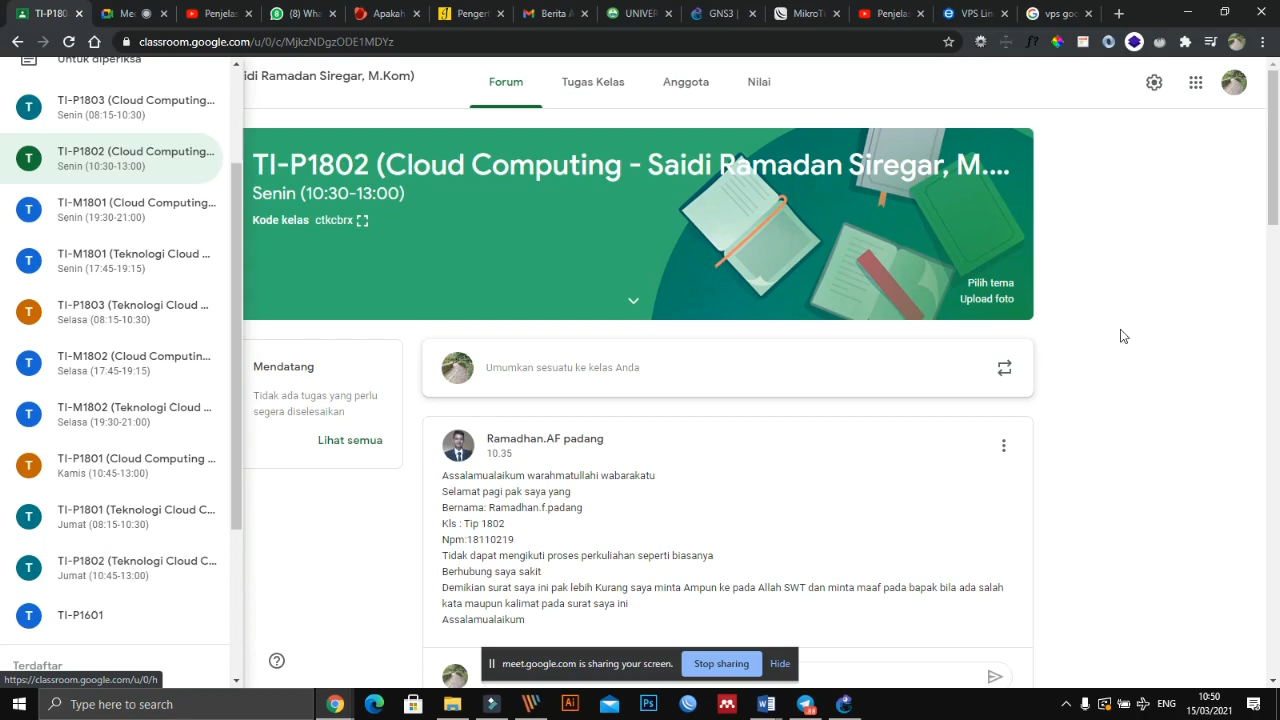 TI-P180
Me
Penjelas
(8) Wha
Apakah
Pengert
Berita A
UNIVER
GNS3 |
MikroTi
Penjelas
VPS Lin
vps goo
classroom.google.com/u/0/c/MjkzNDgzODE1MDYz
Untuk diperiksa
TI-P1803 (Cloud Computing...
Senin (08:15-10:30)
TI-P1802 (Cloud Computing...
Senin (10:30-13:00)
TI-M1801 (Cloud Computing...
Senin (19:30-21:00)
TI-M1801 (Teknologi Cloud ...
Senin (17:45-19:15)
TI-P1803 (Teknologi Cloud ...
Selasa (08:15-10:30)
TI-M1802 (Cloud Computin...
Selasa (17:45-19:15)
TI-M1802 (Teknologi Cloud ...
Selasa (19:30-21:00)
TI-P1801 (Cloud Computing ...
Kamis (10:45-13:00)
TI-P1801 (Teknologi Cloud C...
Jumat (08:15-10:30)
TI-P1802 (Teknologi Cloud C...
Jumat (10:45-13:00)
TI-P1601
Terdaftar
https://classroom.google.com/u/0/h
idi Ramadan Siregar, M.Kom)
Forum
Tugas Kelas
Anggota
Nilai
TI-P1802 (Cloud Computing - Saidi Ramadan Siregar, M....
Senin (10:30-13:00)
Kode kelas ctkcbrx
Pilih tema
Upload foto
Mendatang
Tidak ada tugas yang perlu
segera diselesaikan
Lihat semua
Umumkan sesuatu ke kelas Anda
Ramadhan.AF padang
10.35
Assalamualaikum warahmatullahi wabarakatu
Selamat pagi pak saya yang
Bernama: Ramadhan.f.padang
Kls : Tip 1802
Npm:18110219
Tidak dapat mengikuti proses perkuliahan seperti biasanya
Berhubung saya sakit
Demikian surat saya ini pak lebih Kurang saya minta Ampun ke pada Allah SWT dan minta maaf pada bapak bila ada salah
kata maupun kalimat pada surat saya ini
Assalamualaikum
meet.google.com is sharing your screen.
Stop sharing
Hide
Type here to search
ENG
10:50
15/03/2021